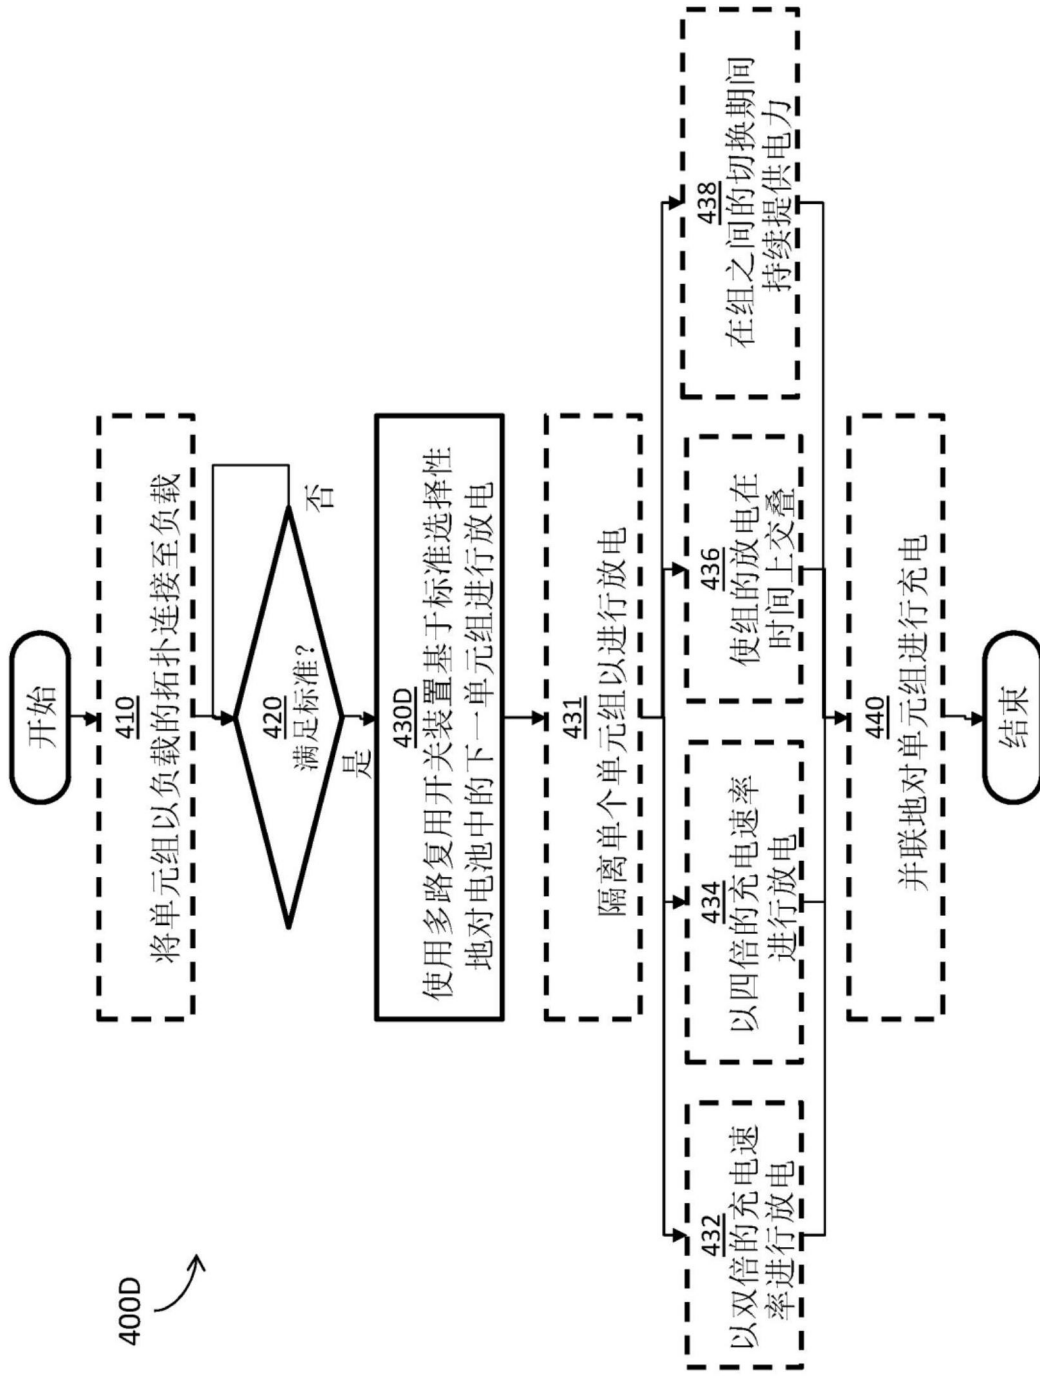 400D
开始
410
将单元组以负载的拓扑连接至负载
420
满足标准？
否
是
430D
使用多路复用开关装置基于标准选择性
地对电池中的下一单元组进行放电
431
隔离单个单元组以进行放电
432
以双倍的充电速
率进行放电
434
以四倍的充电速率
进行放电
436
使组的放电在
时间上交叠
438
在组之间的切换期间
持续提供电力
440
并联地对单元组进行充电
结束